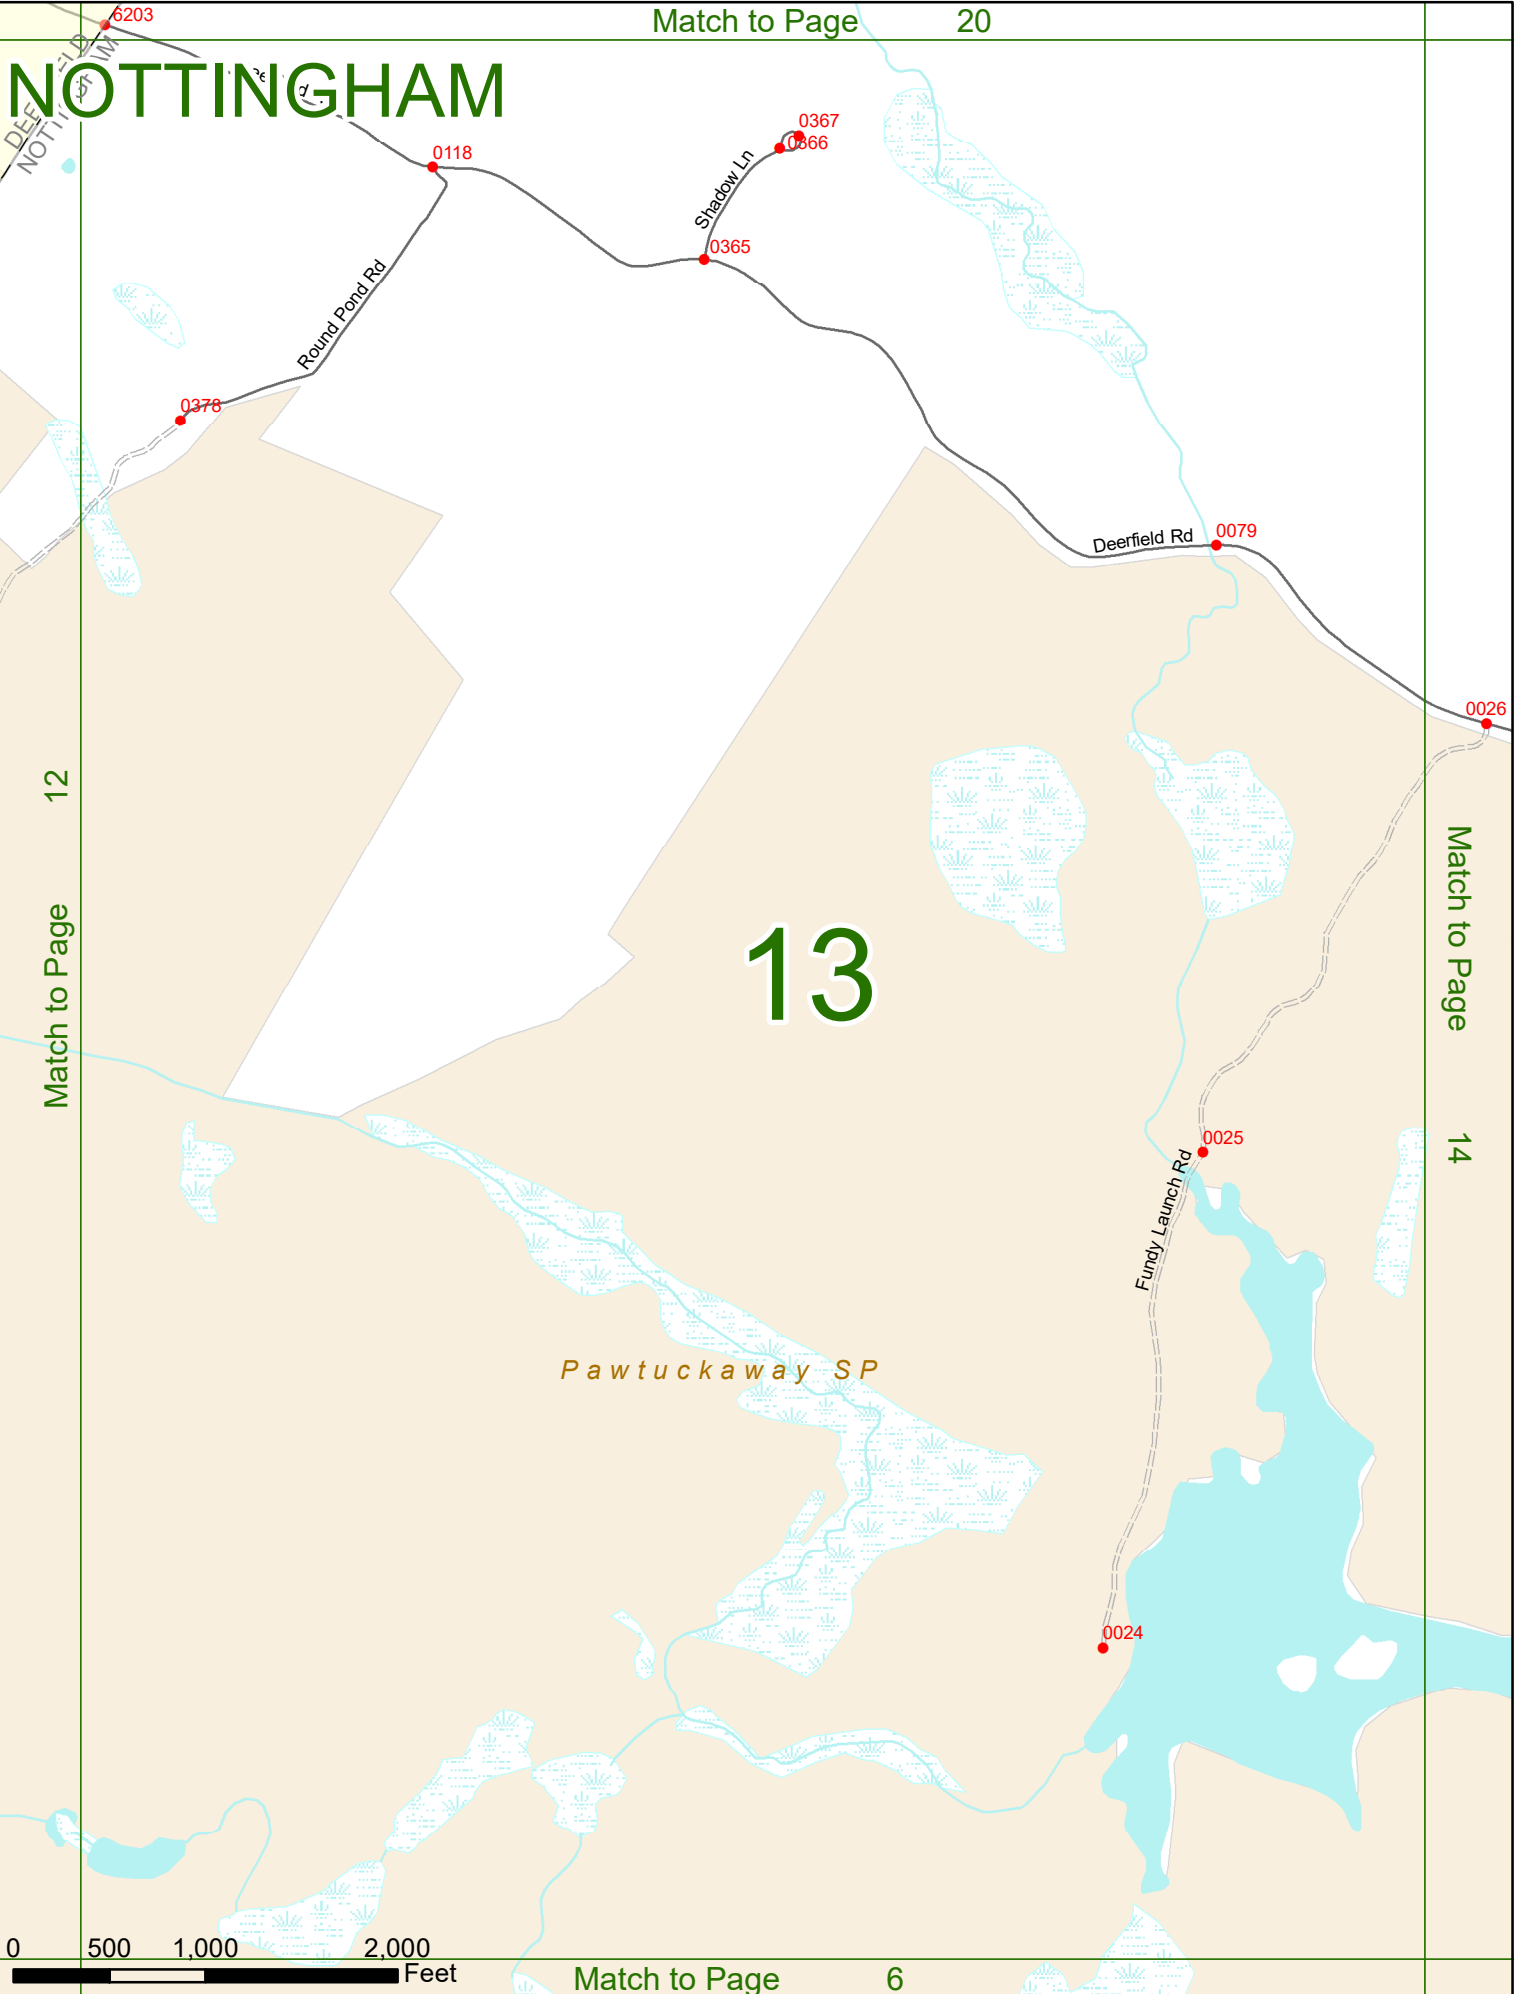 6203
Match to Page 20
NOTTINGHAM
NOTTINGHAM
0118
0367
0366
Shadow Ln
0365
Round Pond Rd
0378
Deerfield Rd
0079
0026
Match to Page 12
13
Match to Page 14
0025
Fundy Launch Rd
Pawtuckaway SP
0024
0 500 1,000 2,000
Feet
Match to Page 6